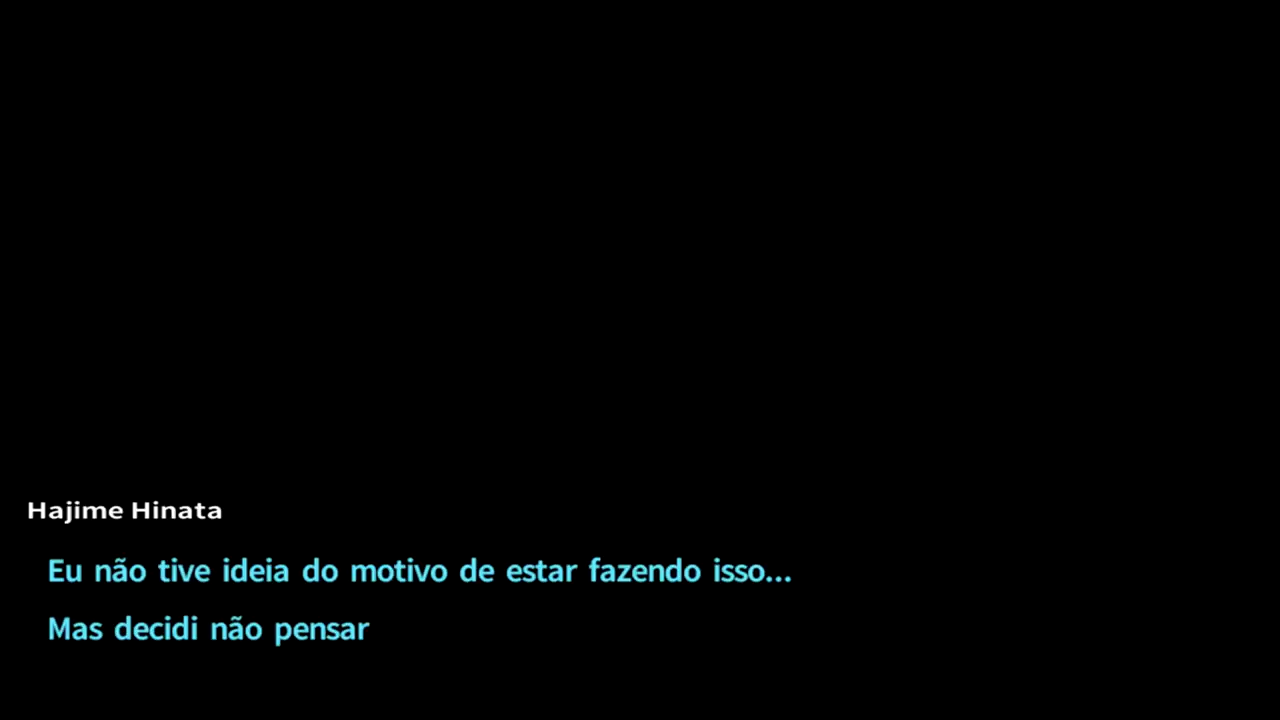 Hajime Hinata
Eu não tive ideia do motivo de estar fazendo isso...
Mas decidi não pensar